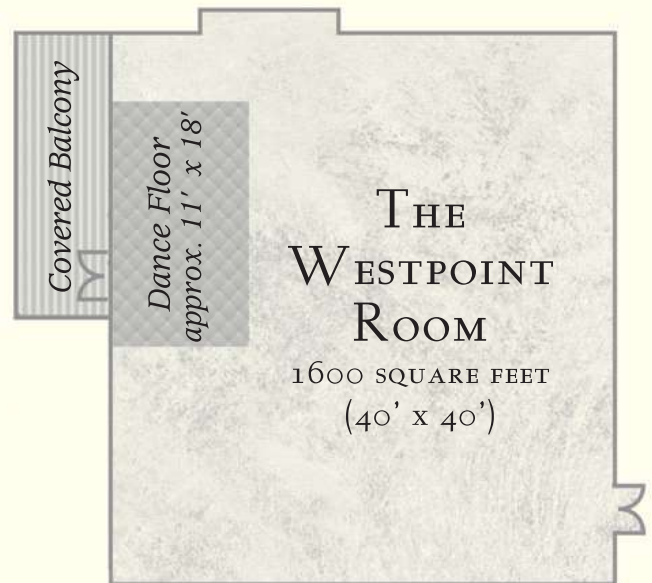 Covered Balcony
Dance Floor
approx. 11' x 18'
The
Westpoint
Room
1600 square feet
(40' x 40')